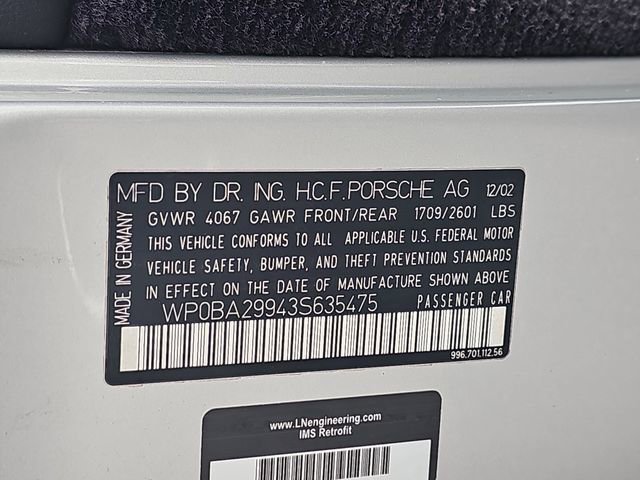 MFD BY DR. ING. H.C.F. PORSCHE AG 12/02
GVWR 4067 GAWR FRONT/REAR 1709/2601 LBS
THIS VEHICLE CONFORMS TO ALL APPLICABLE U.S. FEDERAL MOTOR
VEHICLE SAFETY, BUMPER, AND THEFT PREVENTION STANDARDS
IN EFFECT ON THE DATE OF MANUFACTURE SHOWN ABOVE
WP0BA29943S635475 PASSENGER CAR
MADE IN GERMANY
996.701.112.56
www.LNengineering.com
IMS Retrofit